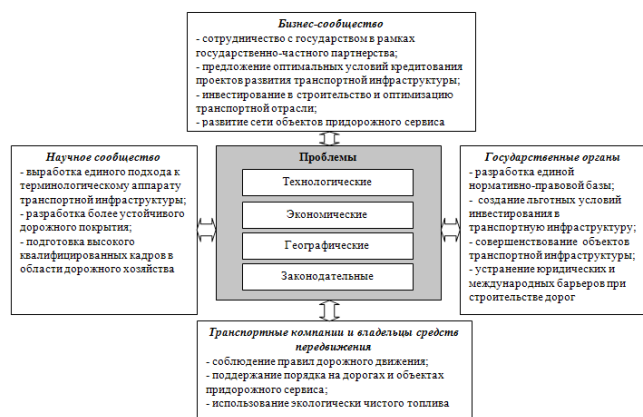 Бизнес-сообщество
- сотрудничество с государством в рамках
государственно-частного партнерства;
- предложение оптимальных условий кредитования
проектов развития транспортной инфраструктуры;
- инвестирование в строительство и оптимизацию
транспортной отрасли;
- развитие сети объектов придорожного сервиса
Научное сообщество
- выработка единого подхода к
терминологическому аппарату
транспортной инфраструктуры;
- разработка более устойчивого
дорожного покрытия;
- подготовка высокого
квалифицированных кадров в
области дорожного хозяйства
Проблемы
Технологические
Экономические
Географические
Законодательные
Государственные органы
- разработка единой
нормативно-правовой базы;
- создание льготных условий
инвестирования в
транспортную инфраструктуру;
- совершенствование объектов
транспортной инфраструктуры;
- устранение юридических и
международных барьеров при
строительстве дорог
Транспортные компании и владельцы средств
передвижения
- соблюдение правил дорожного движения;
- поддержание порядка на дорогах и объектах
придорожного сервиса;
- использование экологически чистого топлива